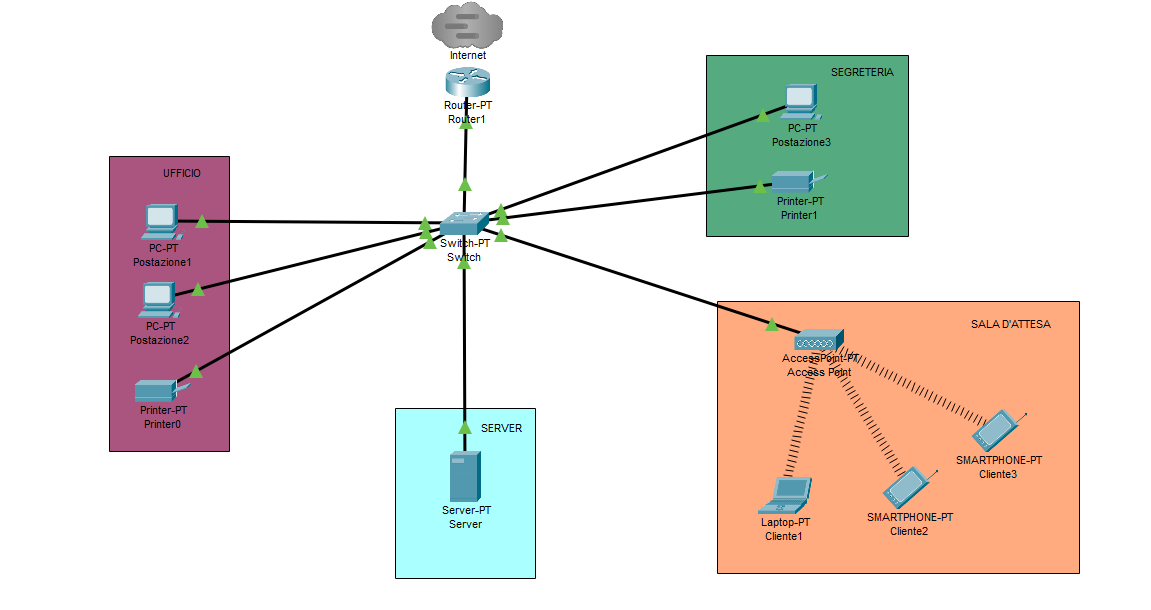 Internet
Router-PT
Router1
SEGRETERIA
PC-PT
Postazione3
Printer-PT
Printer1
UFFICIO
PC-PT
Postazione1
PC-PT
Postazione2
Printer-PT
Printer0
Switch-PT
Switch
SERVER
Server-PT
Server
SALA D'ATTESA
AccessPoint-PT
Access Point
SMARTPHONE-PT
Cliente3
SMARTPHONE-PT
Cliente2
Laptop-PT
Cliente1